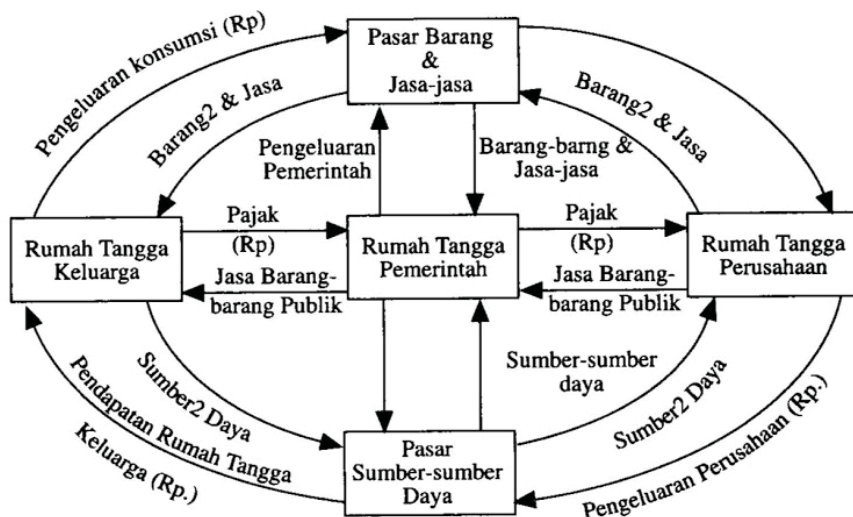 Pasar Barang
&
Jasa-jasa
Pengeluaran konsumsi (Rp)
Barang2 & Jasa
Barang2 & Jasa
Pengeluaran
Pemerintah
Barang-barng &
Jasa-jasa
Rumah Tangga
Keluarga
Pajak
(Rp)
Jasa Barang-
barang Publik
Rumah Tangga
Pemerintah
Pajak
(Rp)
Jasa Barang-
barang Publik
Rumah Tangga
Perusahaan
Sumber2 Daya
Pendapatan Rumah Tangga
Keluarga (Rp.)
Sumber-sumber
daya
Sumber2 Daya
Pengeluaran Perusahaan (Rp.)
Pasar
Sumber-sumber
Daya